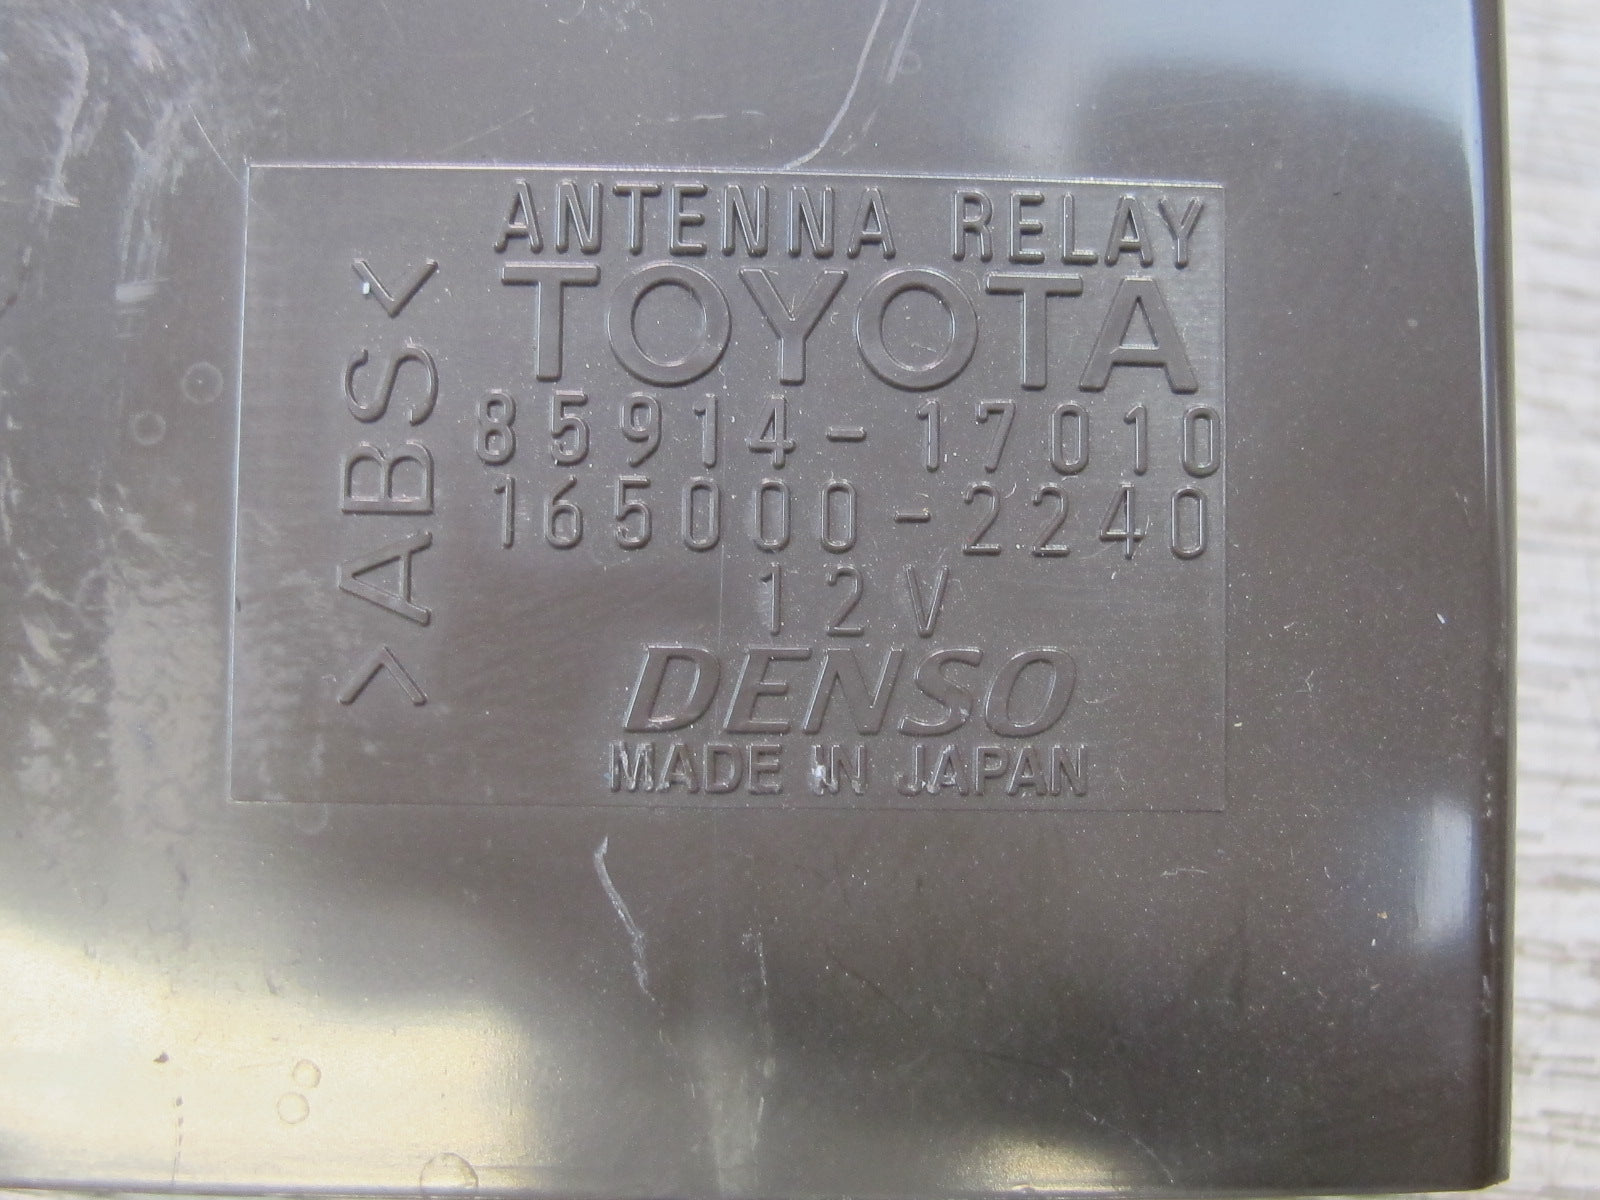 ANTENNA RELAY
TOYOTA
85914-17010
165000-2240
12V
DENSO
MADE IN JAPAN
>ABS<